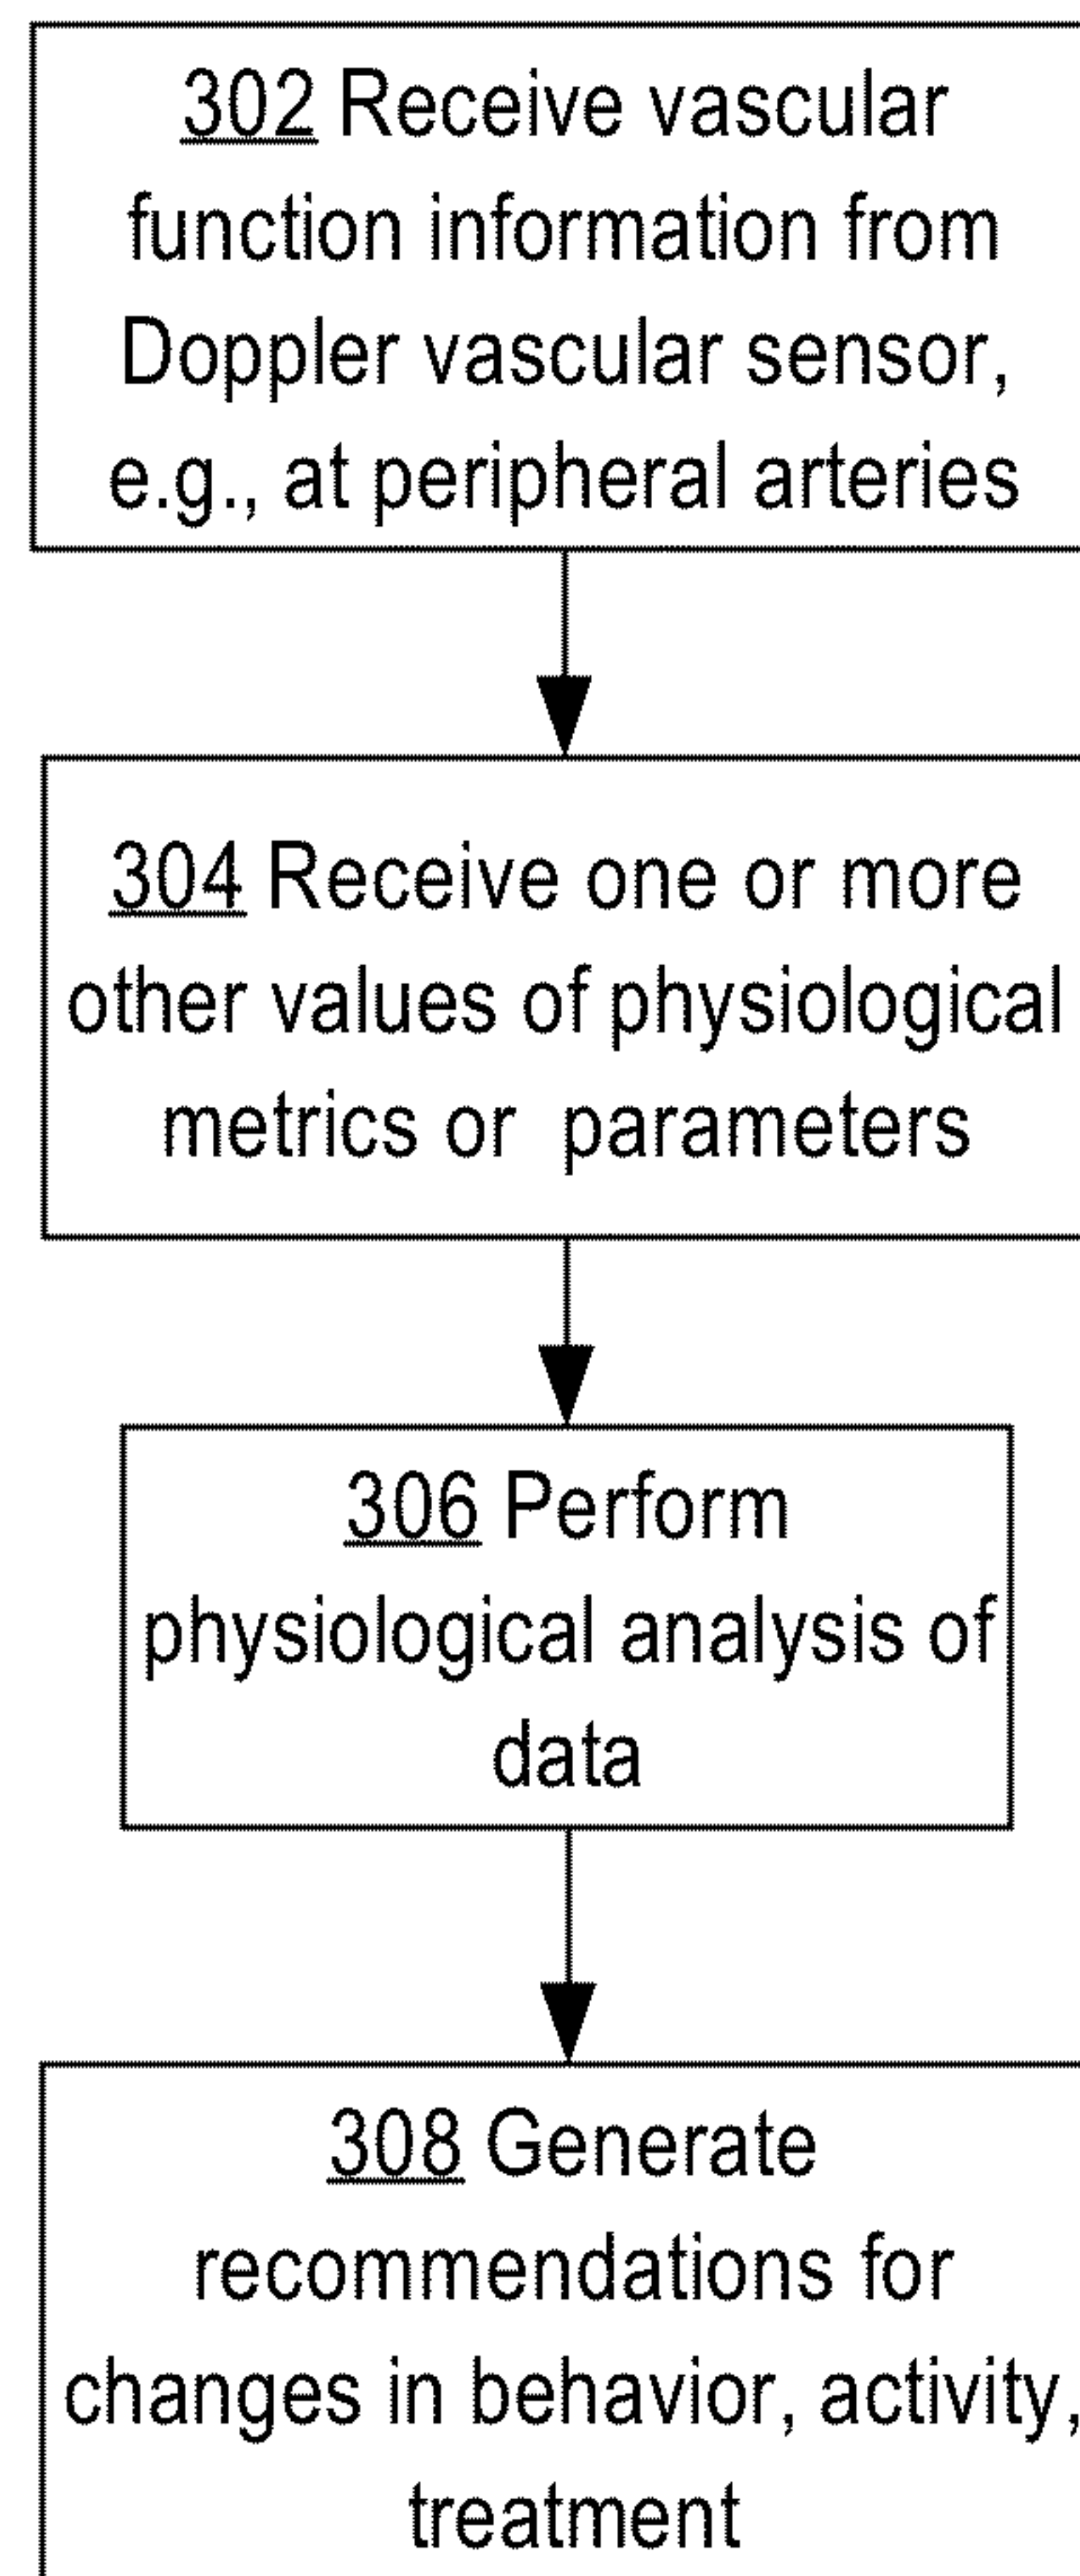 302 Receive vascular
function information from
Doppler vascular sensor,
e.g., at peripheral arteries
304 Receive one or more
other values of physiological
metrics or parameters
306 Perform
physiological analysis of
data
308 Generate
recommendations for
changes in behavior, activity,
treatment